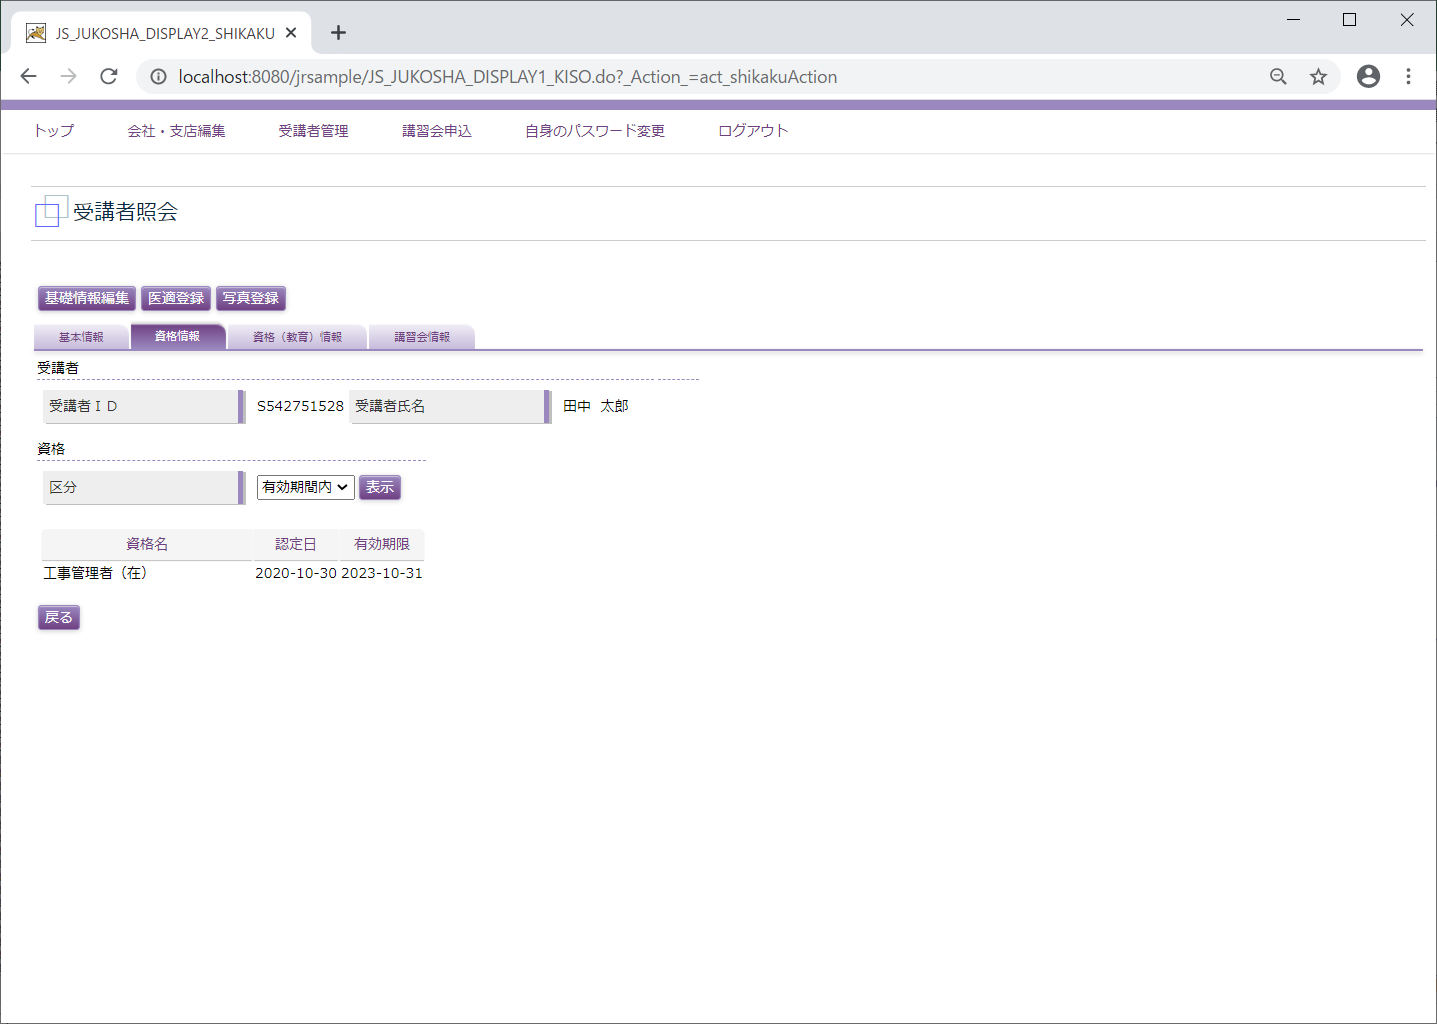 JS_JUKOSHA_DISPLAY2_SHIKAKU
localhost:8080/jrsample/JS_JUKOSHA_DISPLAY1_KISO.do?_Action_=act_shikakuAction
トップ 会社・支店編集 受講者管理 講習会申込 自身のパスワード変更 ログアウト
受講者照会
基礎情報編集 医適登録 写真登録
基本情報 資格情報 資格（教育）情報 講習会情報
受講者
受講者ＩＤ S542751528 受講者氏名 田中 太郎
資格
区分 有効期間内 表示
資格名 認定日 有効期限
工事管理者（在） 2020-10-30 2023-10-31
戻る